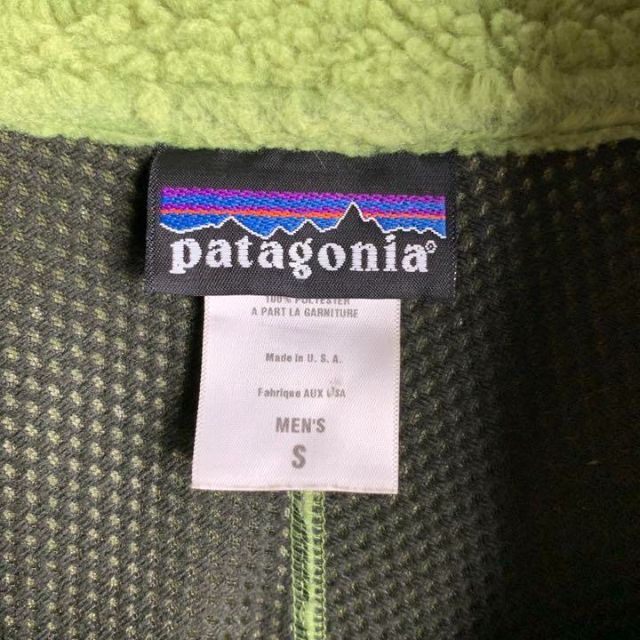 patagonia®
100% POLYESTER
A PART LA GARNITURE
Made in U. S. A.
Fabrique AUX USA
MEN'S
S